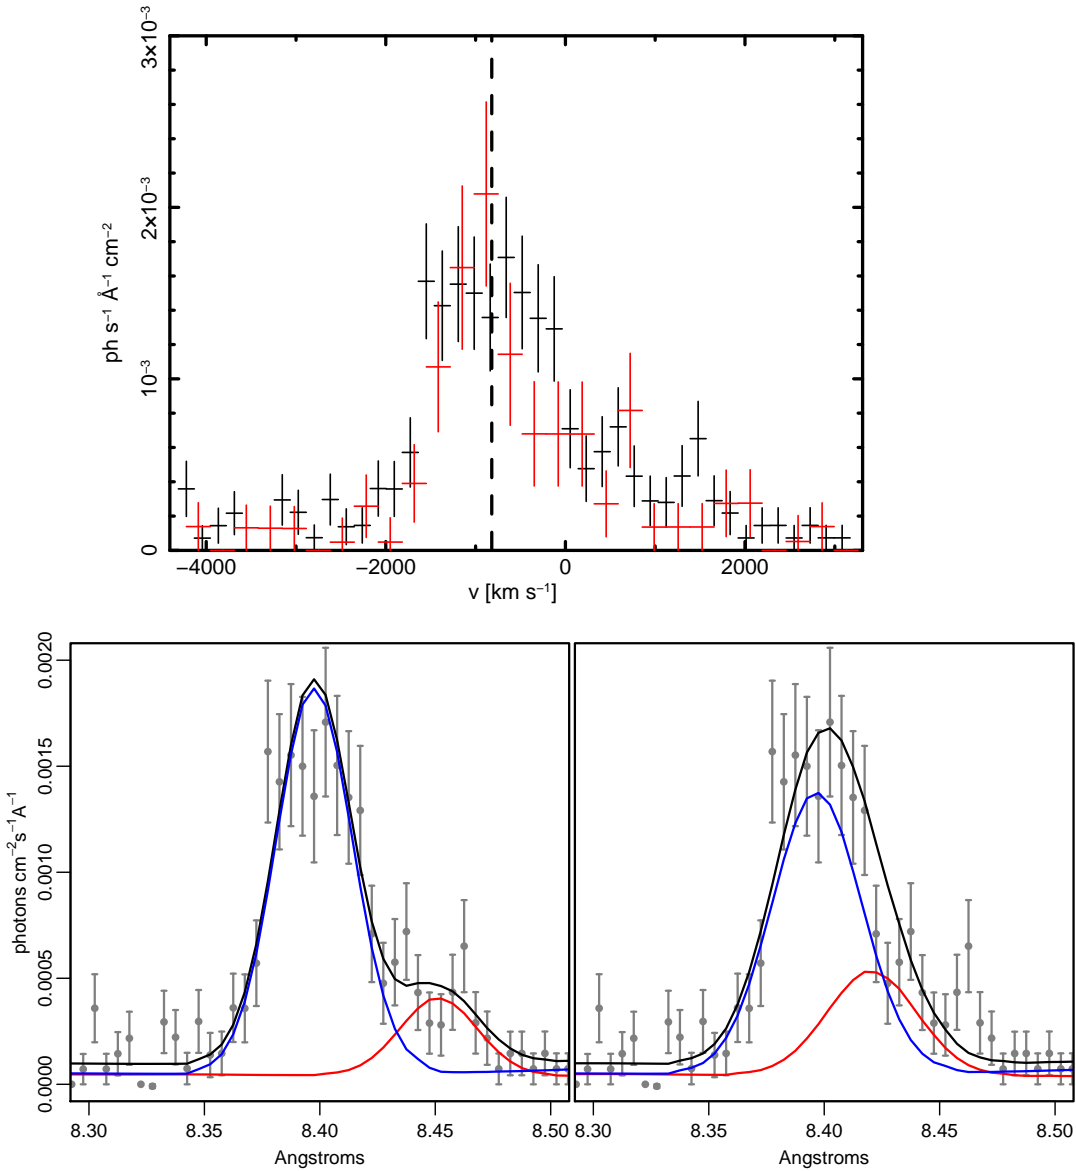 3×10⁻³
2×10⁻³
10⁻³
0
ph s⁻¹ Å⁻¹ cm⁻²
−4000 −2000 0 2000
v [km s⁻¹]
0.0020
0.0015
0.0010
0.0005
0.0000
photons cm⁻²s⁻¹A⁻¹
8.30 8.35 8.40 8.45 8.50 8.30 8.35 8.40 8.45 8.50
Angstroms Angstroms